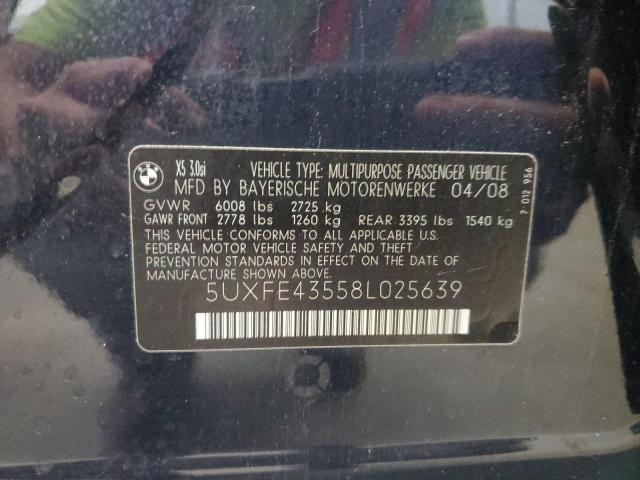 BMW
X5 3.0si VEHICLE TYPE: MULTIPURPOSE PASSENGER VEHICLE
MFD BY BAYERISCHE MOTORENWERKE 04/08
GVWR 6008 lbs 2725 kg
GAWR FRONT 2778 lbs 1260 kg REAR 3395 lbs 1540 kg
THIS VEHICLE CONFORMS TO ALL APPLICABLE U.S.
FEDERAL MOTOR VEHICLE SAFETY AND THEFT
PREVENTION STANDARDS IN EFFECT ON THE DATE
OF MANUFACTURE SHOWN ABOVE.
5UXFE43558L025639
7 012 956